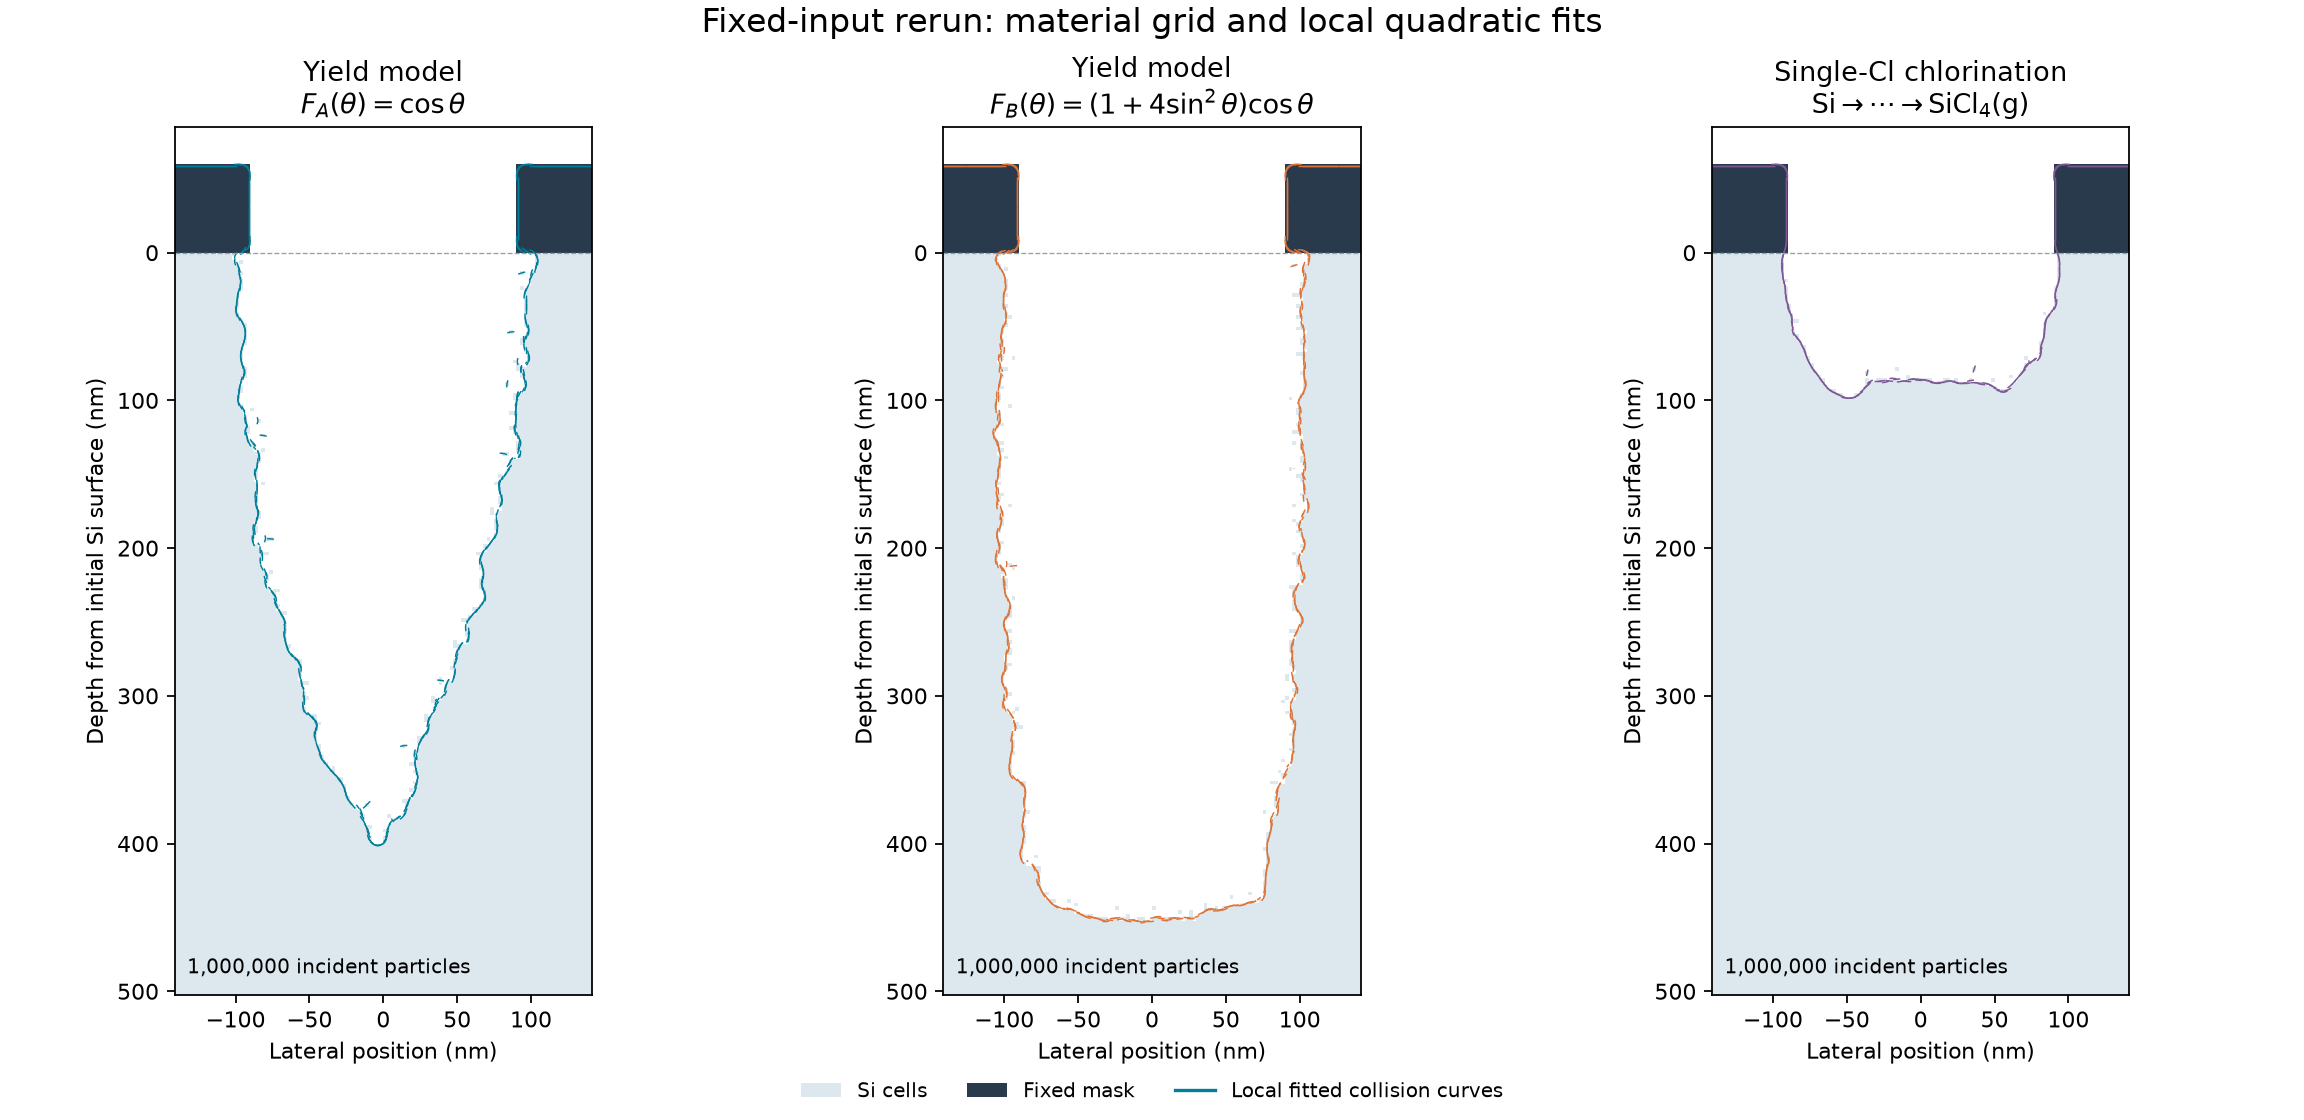 Fixed-input rerun: material grid and local quadratic fits
Yield model
F_A(θ) = cos θ
0
100
200
300
400
500
Depth from initial Si surface (nm)
1,000,000 incident particles
−100 −50 0 50 100
Lateral position (nm)
Yield model
F_B(θ) = (1 + 4sin² θ)cos θ
0
100
200
300
400
500
Depth from initial Si surface (nm)
1,000,000 incident particles
−100 −50 0 50 100
Lateral position (nm)
Single-Cl chlorination
Si → ⋯ → SiCl₄(g)
0
100
200
300
400
500
Depth from initial Si surface (nm)
1,000,000 incident particles
−100 −50 0 50 100
Lateral position (nm)
Si cells Fixed mask Local fitted collision curves